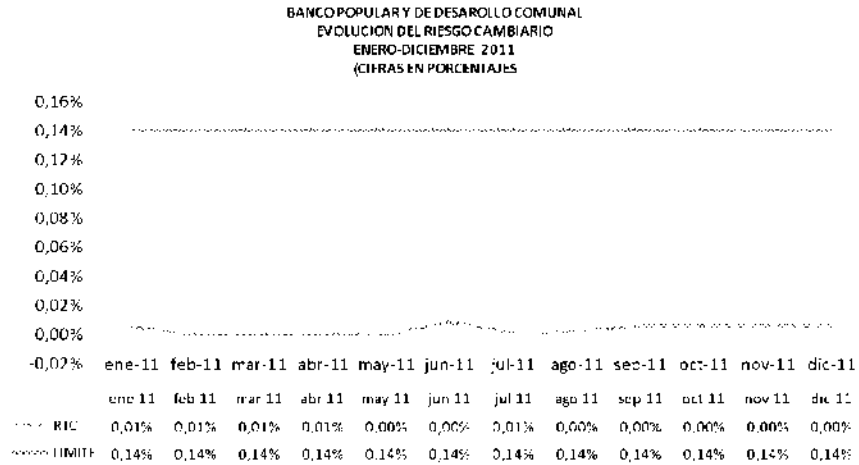 BANCO POPULAR Y DE DESAROLLO COMUNAL
EVOLUCION DEL RIESGO CAMBIARIO
ENERO-DICIEMBRE 2011
(CIFRAS EN PORCENTAJES
0,16%
0,14%
0,12%
0,10%
0,08%
0,06%
0,04%
0,02%
0,00%
-0,02%
ene-11 feb-11 mar-11 abr-11 may-11 jun-11 jul-11 ago-11 sep-11 oct-11 nov-11 dic-11
ene 11 feb 11 mar 11 abr 11 may 11 jun 11 jul 11 ago 11 sep 11 oct 11 nov 11 dic 11
RTC 0,01% 0,01% 0,01% 0,01% 0,00% 0,00% 0,01% 0,00% 0,00% 0,00% 0,00% 0,00%
LIMITE 0,14% 0,14% 0,14% 0,14% 0,14% 0,14% 0,14% 0,14% 0,14% 0,14% 0,14% 0,14%